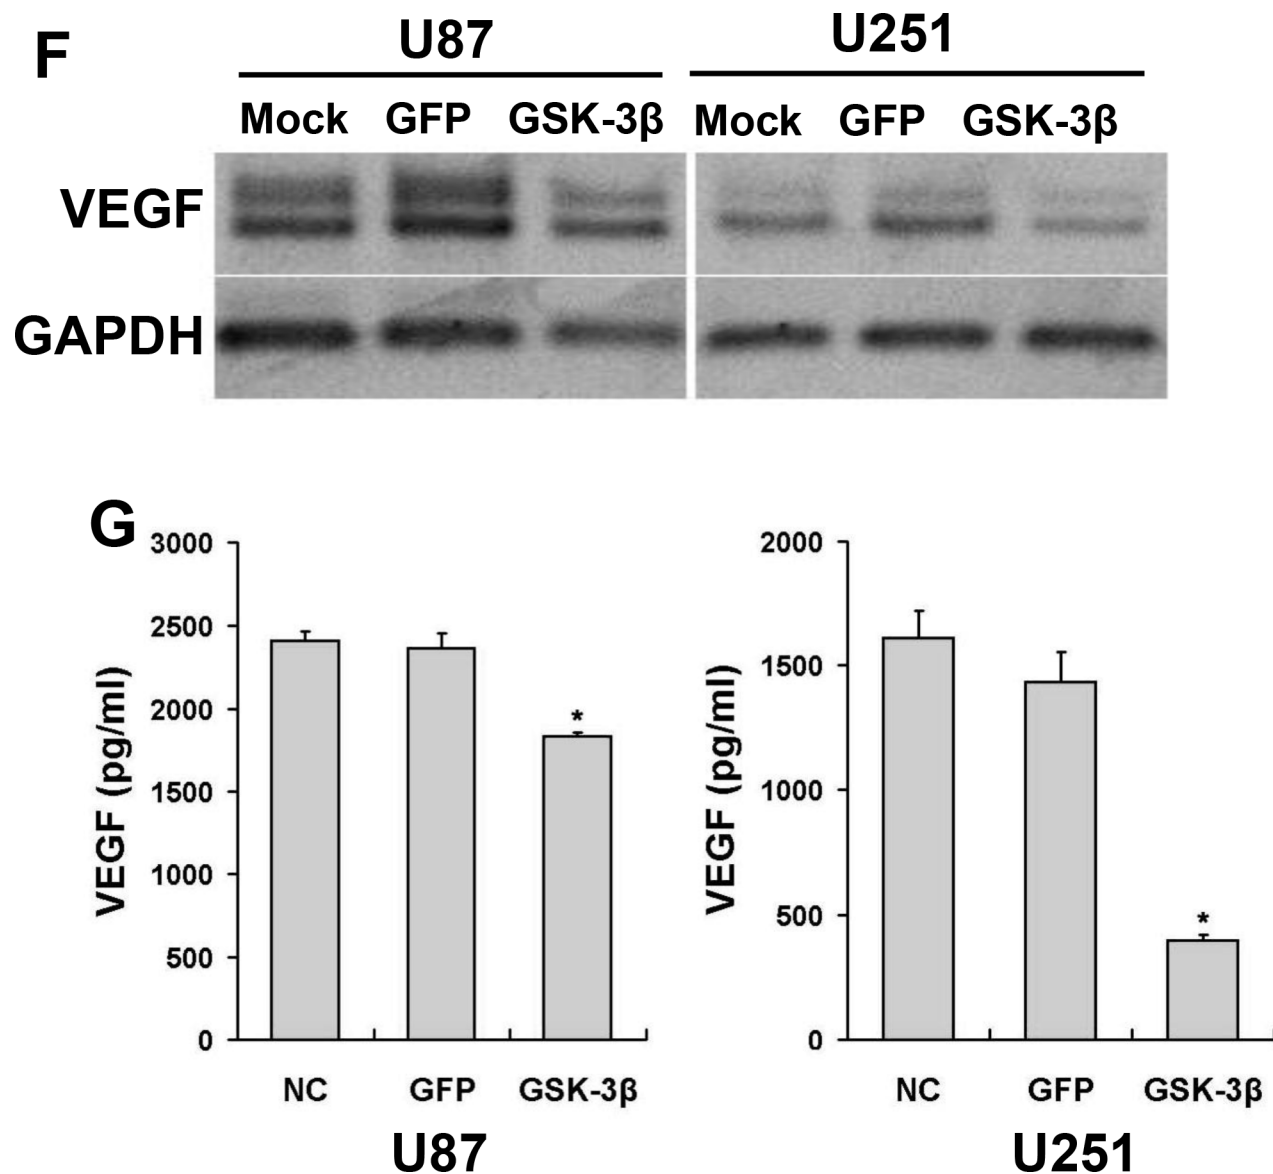 F
U87 U251
Mock GFP GSK-3β Mock GFP GSK-3β
VEGF
GAPDH
G
3000
2500
2000
1500
1000
500
0
VEGF (pg/ml)
*
NC GFP GSK-3β
U87
2000
1500
1000
500
0
VEGF (pg/ml)
*
NC GFP GSK-3β
U251